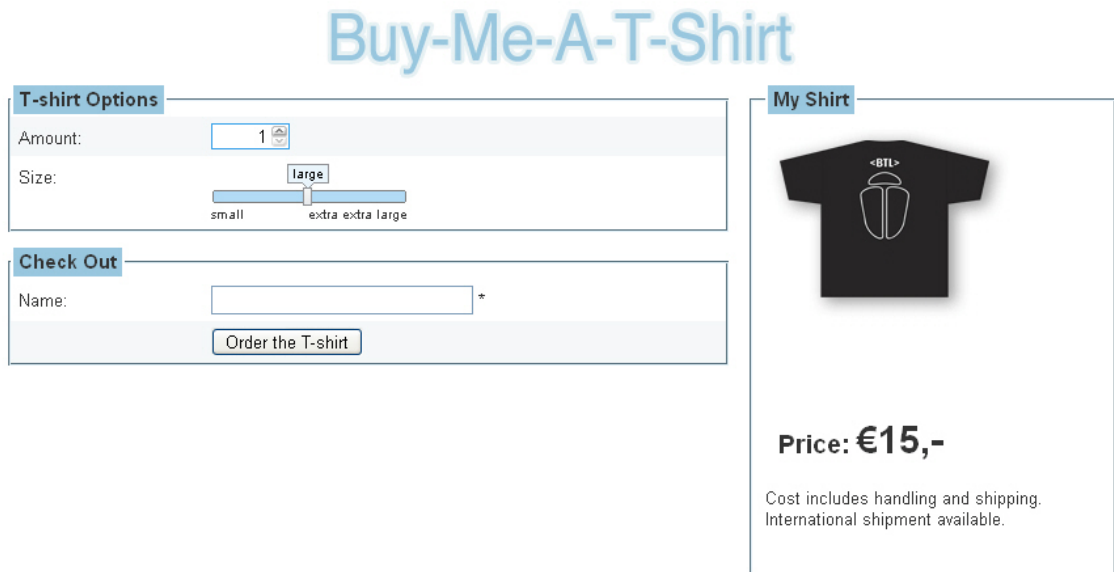 Buy-Me-A-T-Shirt
T-shirt Options
Amount:
1
Size:
large
small
extra extra large
Check Out
Name:
*
Order the T-shirt
My Shirt
<BTL>
Price: €15,-
Cost includes handling and shipping.
International shipment available.